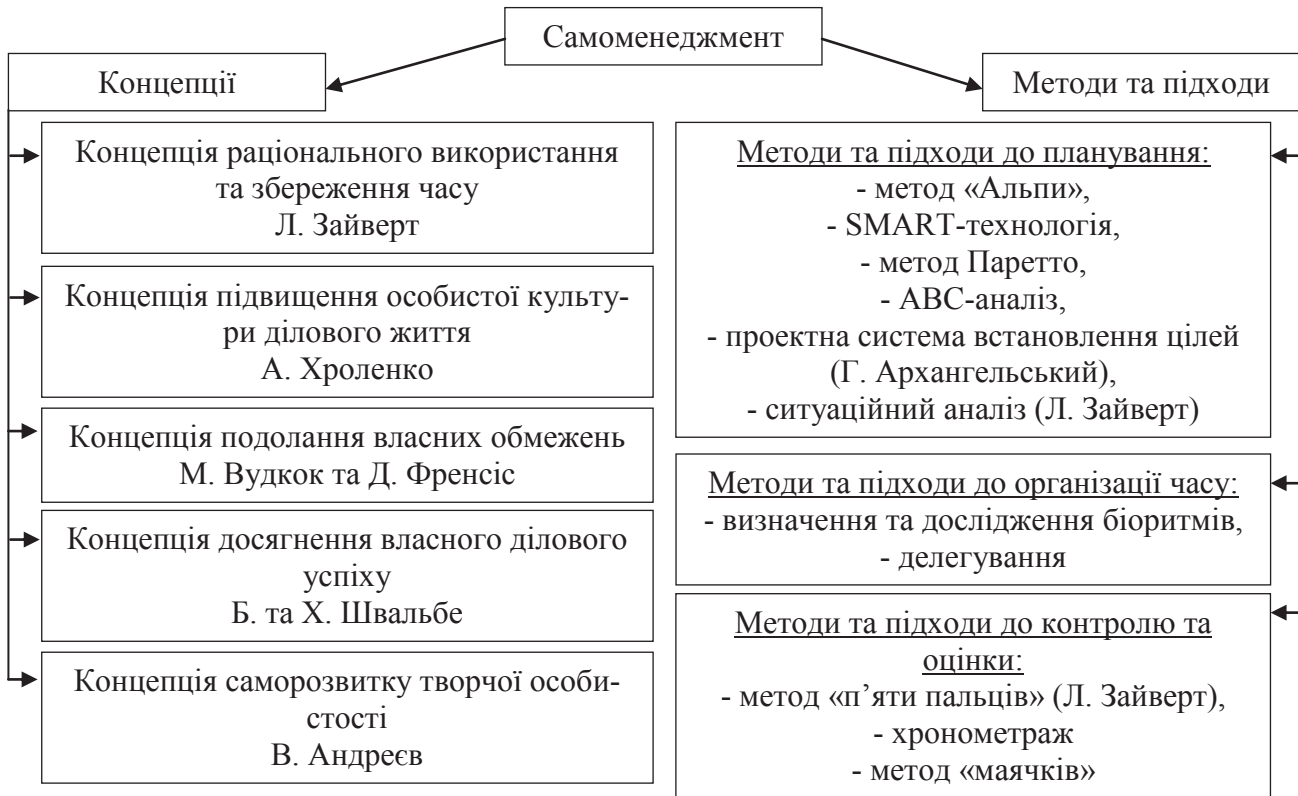 Самоменеджмент
Концепції
Методи та підходи
Концепція раціонального використання
та збереження часу
Л. Зайверт
Концепція підвищення особистої культу-
ри ділового життя
А. Хроленко
Концепція подолання власних обмежень
М. Вудкок та Д. Френсіс
Концепція досягнення власного ділового
успіху
Б. та Х. Швальбе
Концепція саморозвитку творчої особи-
стості
В. Андреєв
Методи та підходи до планування:
- метод «Альпи»,
- SMART-технологія,
- метод Паретто,
- АВС-аналіз,
- проектна система встановлення цілей
(Г. Архангельський),
- ситуаційний аналіз (Л. Зайверт)
Методи та підходи до організації часу:
- визначення та дослідження біоритмів,
- делегування
Методи та підходи до контролю та
оцінки:
- метод «п’яти пальців» (Л. Зайверт),
- хронометраж
- метод «маячків»